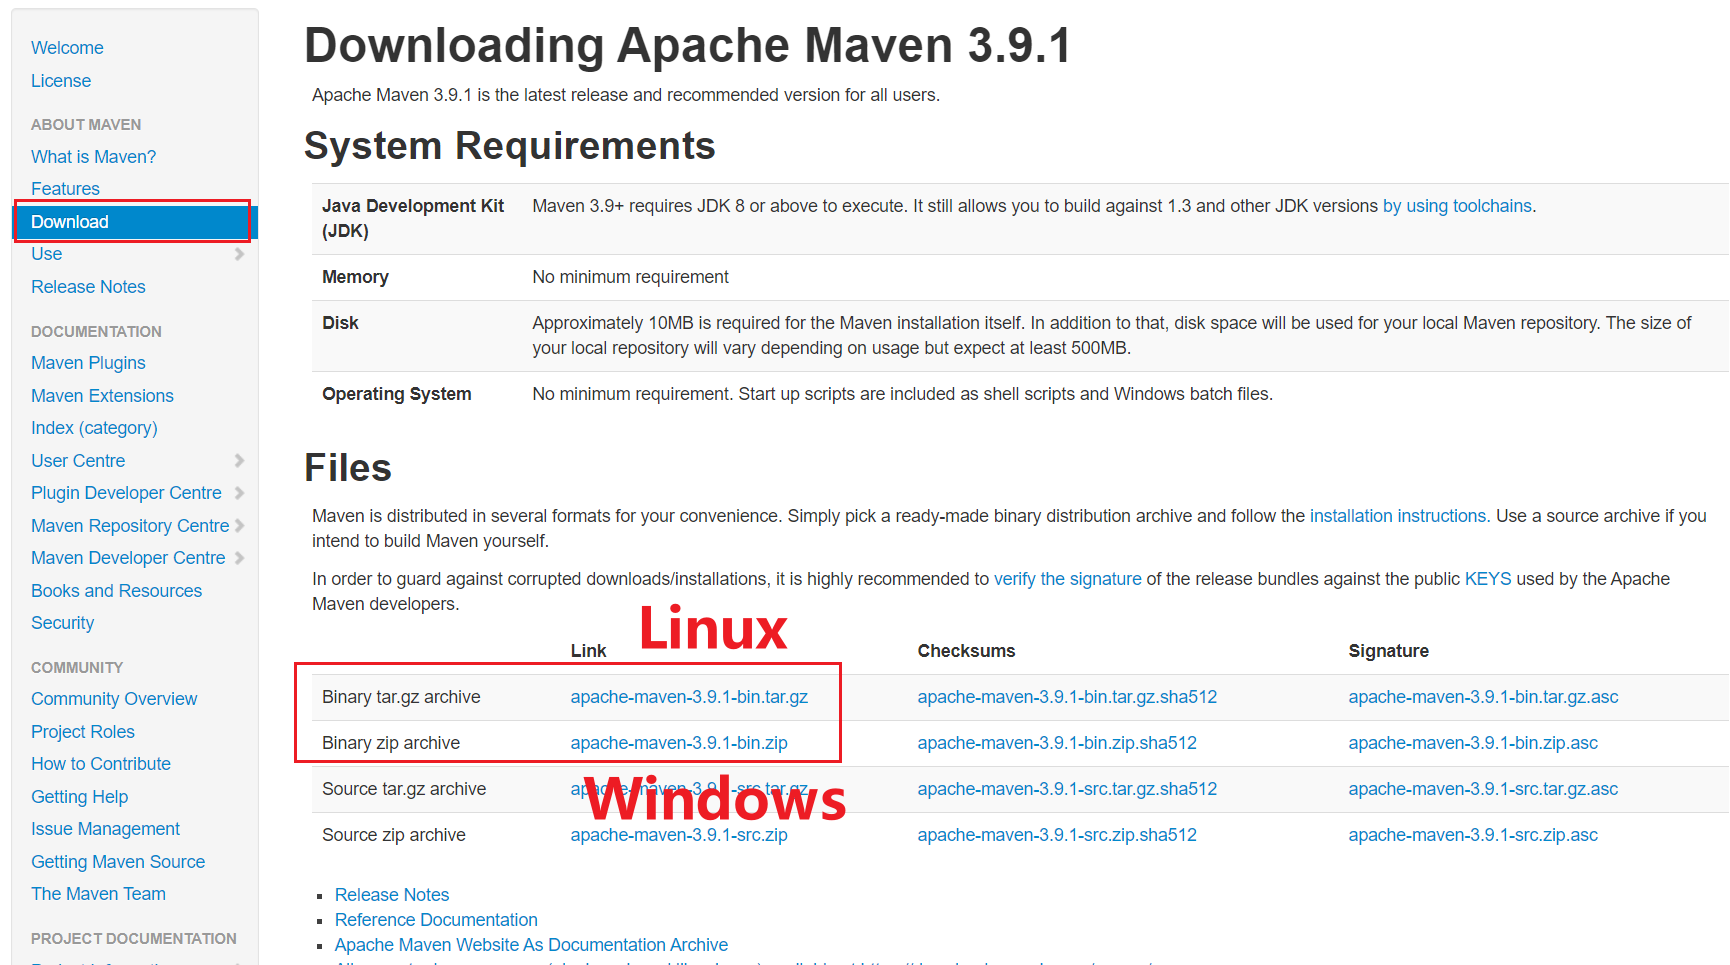 Welcome
License
ABOUT MAVEN
What is Maven?
Features
Download
Use
Release Notes
DOCUMENTATION
Maven Plugins
Maven Extensions
Index (category)
User Centre
Plugin Developer Centre
Maven Repository Centre
Maven Developer Centre
Books and Resources
Security
COMMUNITY
Community Overview
Project Roles
How to Contribute
Getting Help
Issue Management
Getting Maven Source
The Maven Team
PROJECT DOCUMENTATION
Downloading Apache Maven 3.9.1
Apache Maven 3.9.1 is the latest release and recommended version for all users.
System Requirements
Java Development Kit (JDK) Maven 3.9+ requires JDK 8 or above to execute. It still allows you to build against 1.3 and other JDK versions by using toolchains.
Memory No minimum requirement
Disk Approximately 10MB is required for the Maven installation itself. In addition to that, disk space will be used for your local Maven repository. The size of
your local repository will vary depending on usage but expect at least 500MB.
Operating System No minimum requirement. Start up scripts are included as shell scripts and Windows batch files.
Files
Maven is distributed in several formats for your convenience. Simply pick a ready-made binary distribution archive and follow the installation instructions. Use a source archive if you
intend to build Maven yourself.
In order to guard against corrupted downloads/installations, it is highly recommended to verify the signature of the release bundles against the public KEYS used by the Apache
Maven developers.
Linux
Link Checksums Signature
Binary tar.gz archive apache-maven-3.9.1-bin.tar.gz apache-maven-3.9.1-bin.tar.gz.sha512 apache-maven-3.9.1-bin.tar.gz.asc
Binary zip archive apache-maven-3.9.1-bin.zip apache-maven-3.9.1-bin.zip.sha512 apache-maven-3.9.1-bin.zip.asc
Source tar.gz archive apache-maven-3.9.1-src.tar.gz apache-maven-3.9.1-src.tar.gz.sha512 apache-maven-3.9.1-src.tar.gz.asc
Windows
Source zip archive apache-maven-3.9.1-src.zip apache-maven-3.9.1-src.zip.sha512 apache-maven-3.9.1-src.zip.asc
Release Notes
Reference Documentation
Apache Maven Website As Documentation Archive